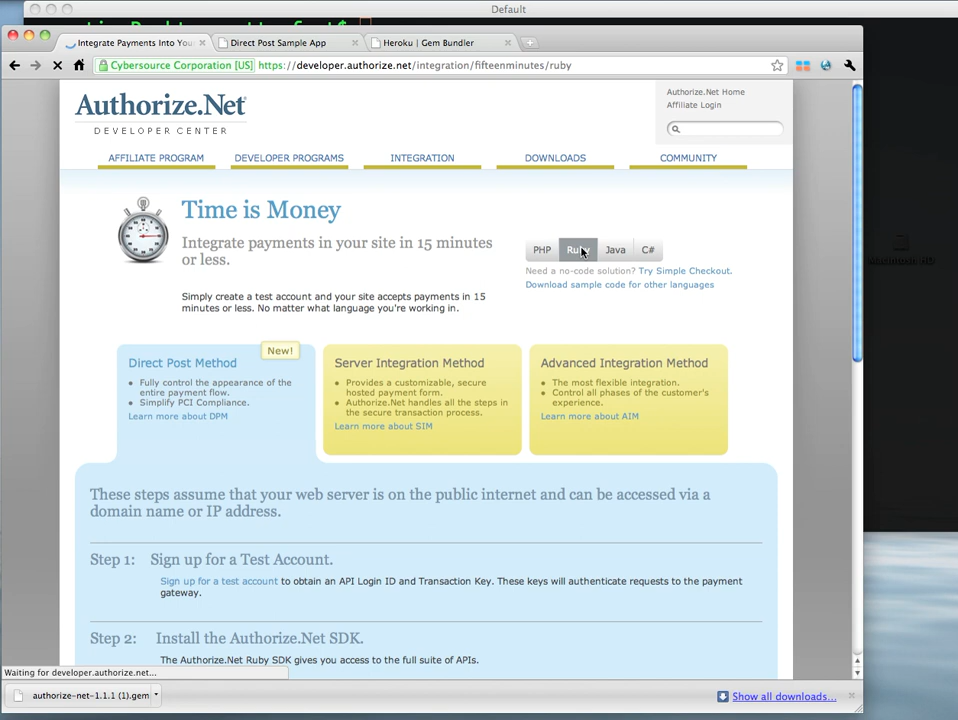 Default
Integrate Payments Into You
Direct Post Sample App
Heroku | Gem Bundler
Cybersource Corporation [US]
https://developer.authorize.net/integration/fifteenminutes/ruby
Authorize.Net
DEVELOPER CENTER
Authorize.Net Home
Affiliate Login
AFFILIATE PROGRAM
DEVELOPER PROGRAMS
INTEGRATION
DOWNLOADS
COMMUNITY
Time is Money
Integrate payments in your site in 15 minutes
or less.
Simply create a test account and your site accepts payments in 15
minutes or less. No matter what language you're working in.
PHP
Ruby
Java
C#
Need a no-code solution? Try Simple Checkout.
Download sample code for other languages
New!
Direct Post Method
• Fully control the appearance of the
entire payment flow.
• Simplify PCI Compliance.
Learn more about DPM
Server Integration Method
• Provides a customizable, secure
hosted payment form.
• Authorize.Net handles all the steps in
the secure transaction process.
Learn more about SIM
Advanced Integration Method
• The most flexible integration.
• Control all phases of the customer's
experience.
Learn more about AIM
These steps assume that your web server is on the public internet and can be accessed via a
domain name or IP address.
Step 1: Sign up for a Test Account.
Sign up for a test account to obtain an API Login ID and Transaction Key. These keys will authenticate requests to the payment
gateway.
Step 2: Install the Authorize.Net SDK.
The Authorize.Net Ruby SDK gives you access to the full suite of APIs.
Waiting for developer.authorize.net...
authorize-net-1.1.1 (1).gem
Show all downloads...
Macintosh HD